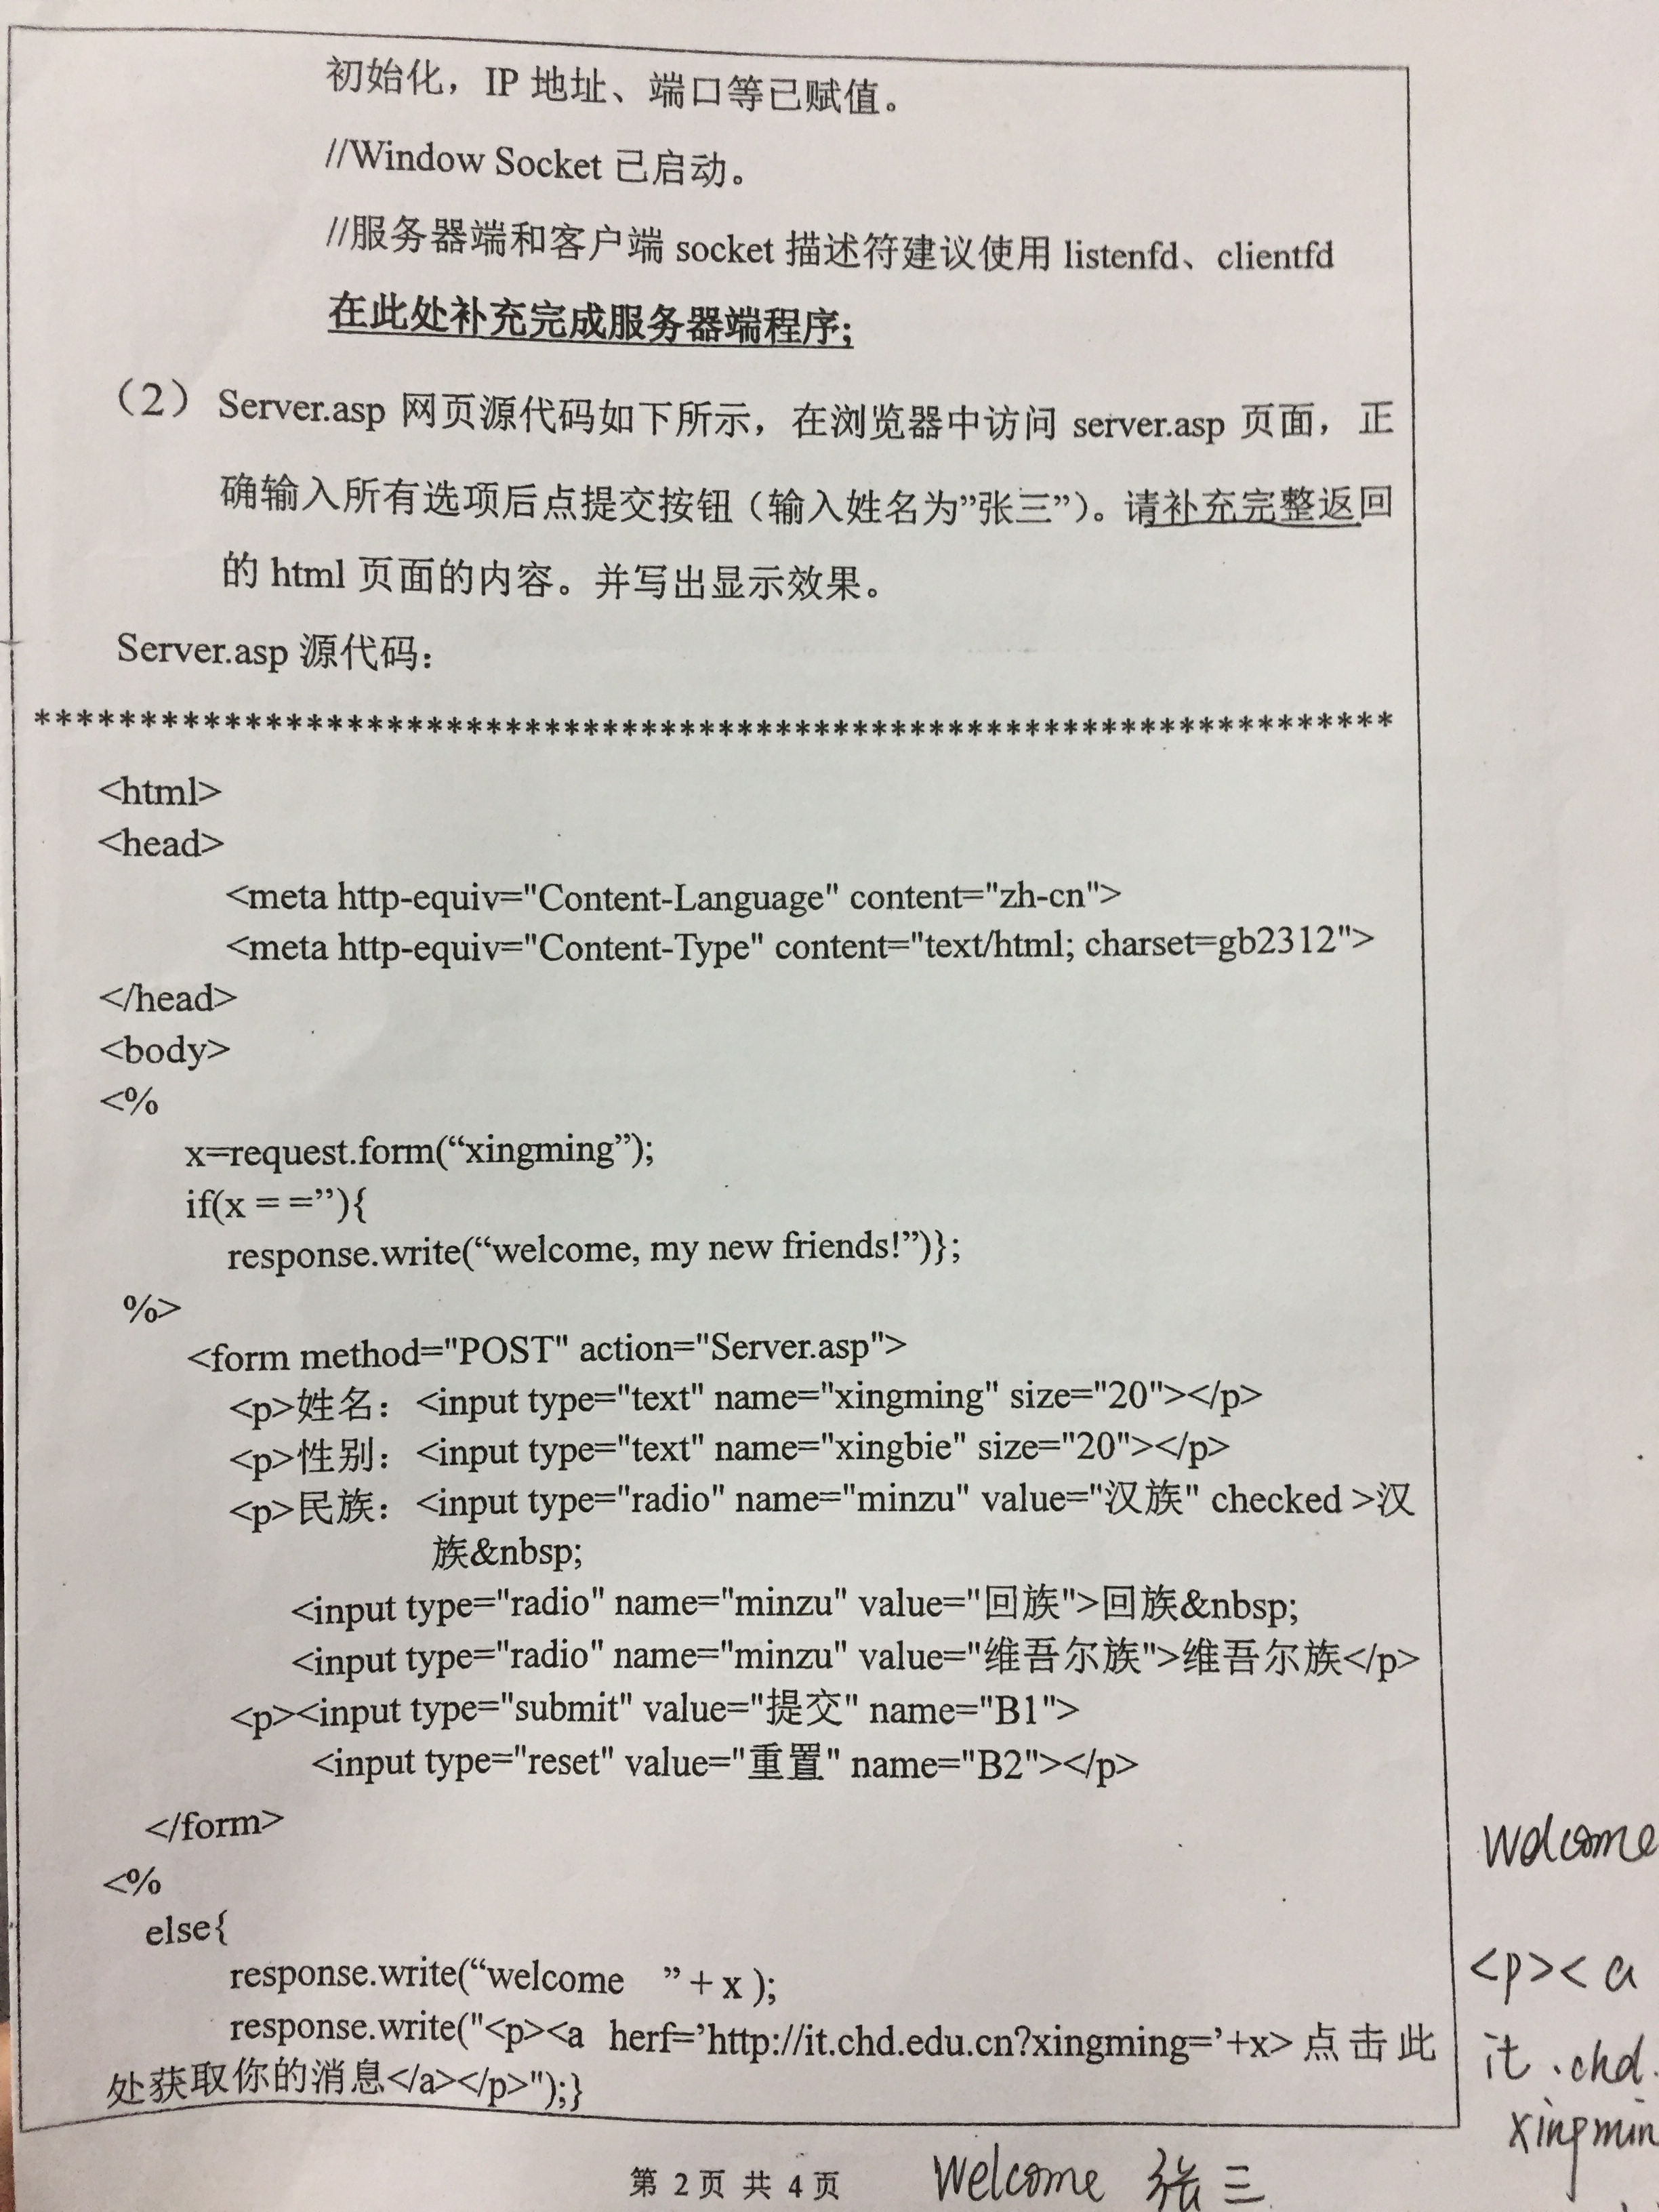 初始化，IP 地址、端口等已赋值。
//Window Socket 已启动。
//服务器端和客户端 socket 描述符建议使用 listenfd、clientfd
在此处补充完成服务器端程序;
（2） Server.asp 网页源代码如下所示，在浏览器中访问 server.asp 页面，正
确输入所有选项后点提交按钮（输入姓名为”张三”）。请补充完整返回
的 html 页面的内容。并写出显示效果。
Server.asp 源代码：
*****************************************************************
<html>
<head>
<meta http-equiv="Content-Language" content="zh-cn">
<meta http-equiv="Content-Type" content="text/html; charset=gb2312">
</head>
<body>
<%
x=request.form(“xingming”);
if(x = =”){
response.write(“welcome, my new friends!”)};
%>
<form method="POST" action="Server.asp">
<p>姓名：<input type="text" name="xingming" size="20"></p>
<p>性别：<input type="text" name="xingbie" size="20"></p>
<p>民族：<input type="radio" name="minzu" value="汉族" checked >汉
族&nbsp;
<input type="radio" name="minzu" value="回族">回族&nbsp;
<input type="radio" name="minzu" value="维吾尔族">维吾尔族</p>
<p><input type="submit" value="提交" name="B1">
<input type="reset" value="重置" name="B2"></p>
</form>
<%
else{
response.write(“welcome ” + x );
response.write("<p><a herf=’http://it.chd.edu.cn?xingming=’+x> 点 击 此
处获取你的消息</a></p>");}
welcome
<p>< a
it .chd.
xingmin
第 2 页 共 4 页
Welcome 张三